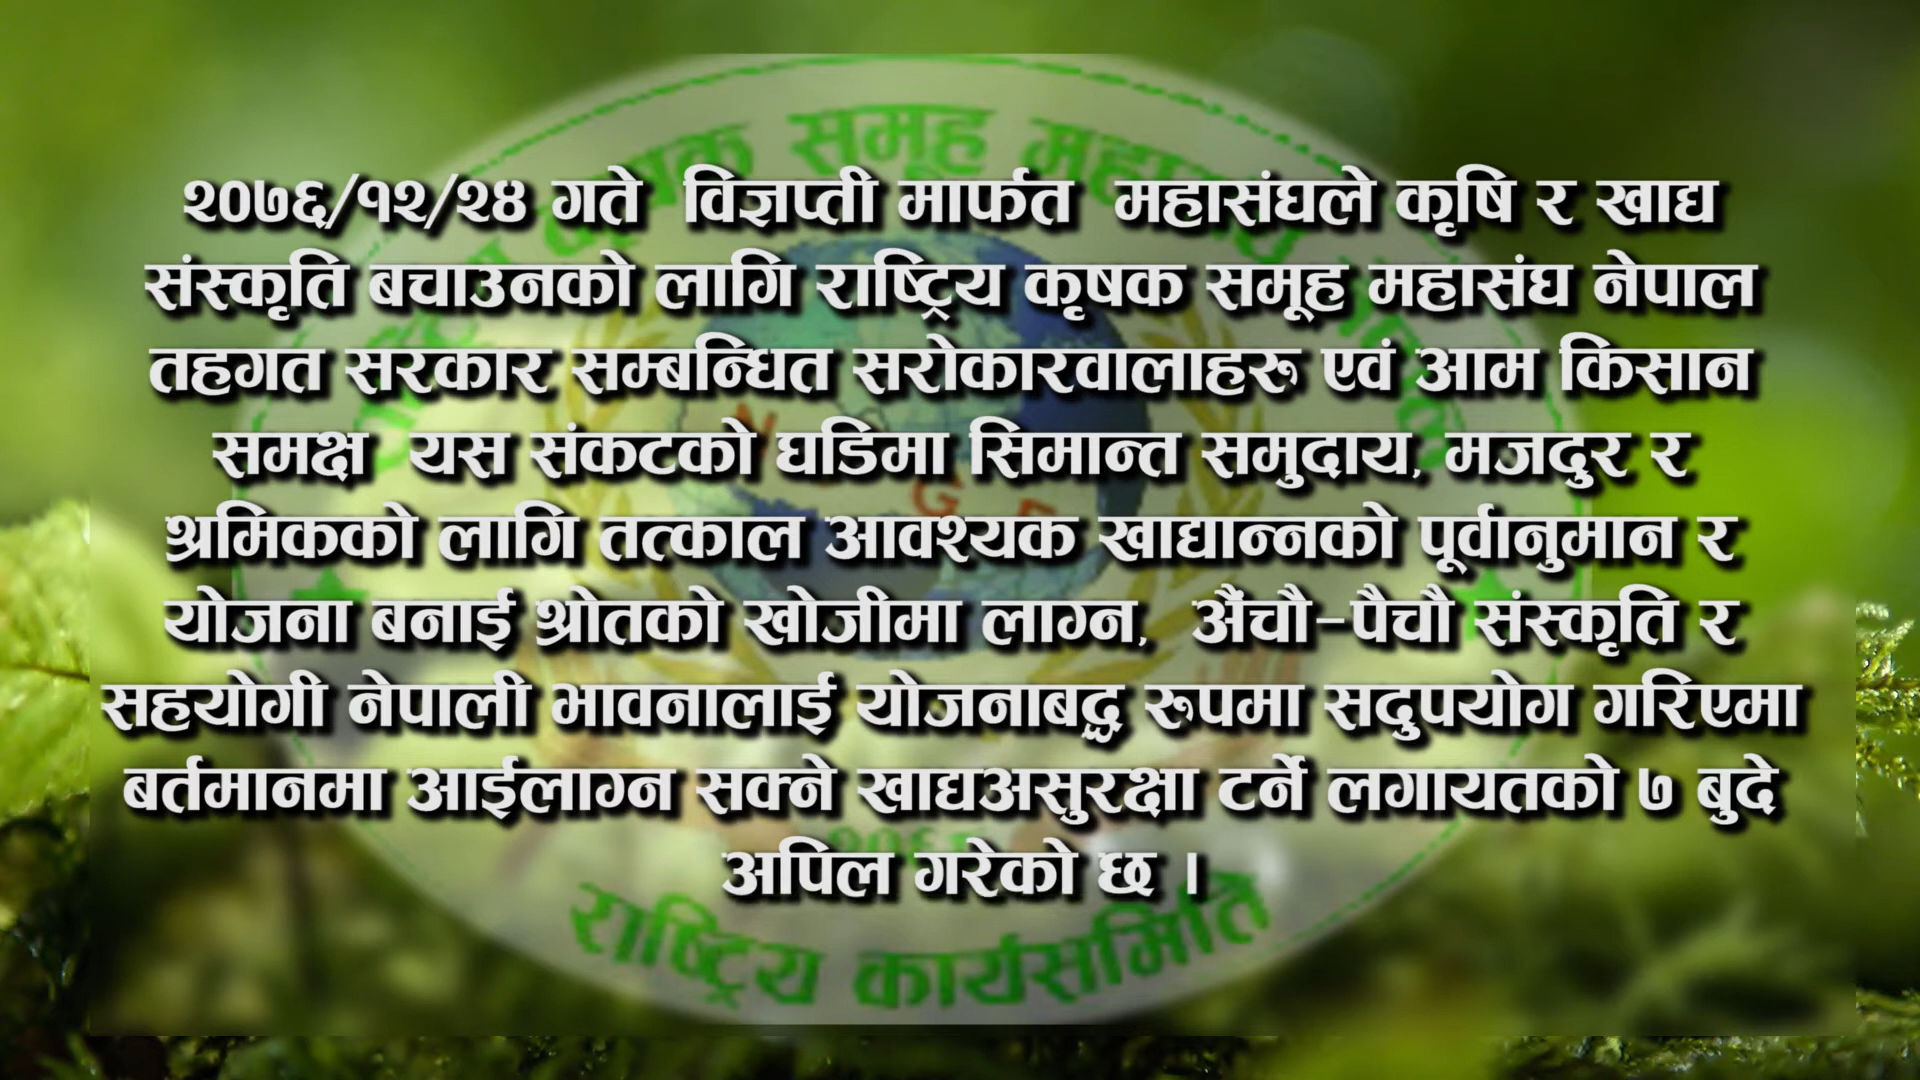 २०७६/१२/२४ गते विज्ञप्ती मार्फत महासंघले कृषि र खाद्य
संस्कृति बचाउनको लागि राष्ट्रिय कृषक समूह महासंघ नेपाल
तहगत सरकार सम्बन्धित सरोकारवालाहरु एवं आम किसान
समक्ष यस संकटको घडिमा सिमान्त समुदाय, मजदुर र
श्रमिकको लागि तत्काल आवश्यक खाद्यान्नको पूर्वानुमान र
योजना बनाई श्रोतको खोजीमा लाग्न, अैंचौ-पैचौ संस्कृति र
सहयोगी नेपाली भावनालाई योजनाबद्ध रुपमा सदुपयोग गरिएमा
बर्तमानमा आईलाग्न सक्ने खाद्यअसुरक्षा टर्ने लगायतको ७ बुदे
अपिल गरेको छ ।
समूह
राष्ट्रिय कार्यसमिति